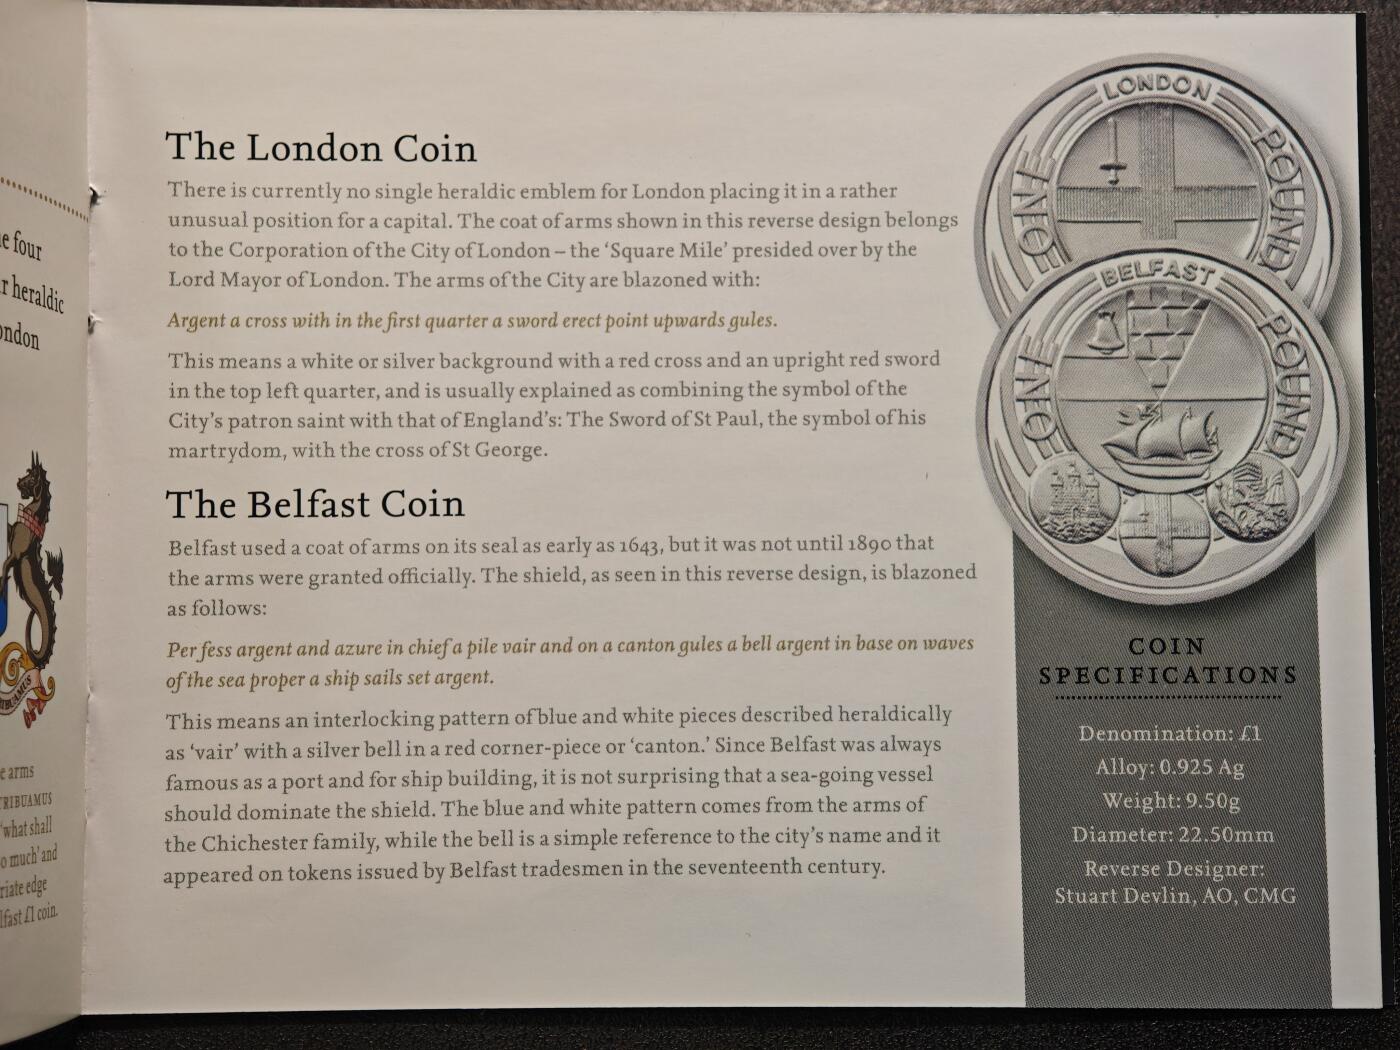 e four
r heraldic
ondon
e arms
TRIBUAMUS
'what shall
o much' and
riate edge
lfast £1 coin.
The London Coin
There is currently no single heraldic emblem for London placing it in a rather
unusual position for a capital. The coat of arms shown in this reverse design belongs
to the Corporation of the City of London – the ‘Square Mile’ presided over by the
Lord Mayor of London. The arms of the City are blazoned with:
Argent a cross with in the first quarter a sword erect point upwards gules.
This means a white or silver background with a red cross and an upright red sword
in the top left quarter, and is usually explained as combining the symbol of the
City’s patron saint with that of England’s: The Sword of St Paul, the symbol of his
martrydom, with the cross of St George.
The Belfast Coin
Belfast used a coat of arms on its seal as early as 1643, but it was not until 1890 that
the arms were granted officially. The shield, as seen in this reverse design, is blazoned
as follows:
Per fess argent and azure in chief a pile vair and on a canton gules a bell argent in base on waves
of the sea proper a ship sails set argent.
This means an interlocking pattern of blue and white pieces described heraldically
as ‘vair’ with a silver bell in a red corner-piece or ‘canton.’ Since Belfast was always
famous as a port and for ship building, it is not surprising that a sea-going vessel
should dominate the shield. The blue and white pattern comes from the arms of
the Chichester family, while the bell is a simple reference to the city’s name and it
appeared on tokens issued by Belfast tradesmen in the seventeenth century.
LONDON
ONE
POUND
BELFAST
ONE
POUND
COIN
SPECIFICATIONS
Denomination: £1
Alloy: 0.925 Ag
Weight: 9.50g
Diameter: 22.50mm
Reverse Designer:
Stuart Devlin, AO, CMG